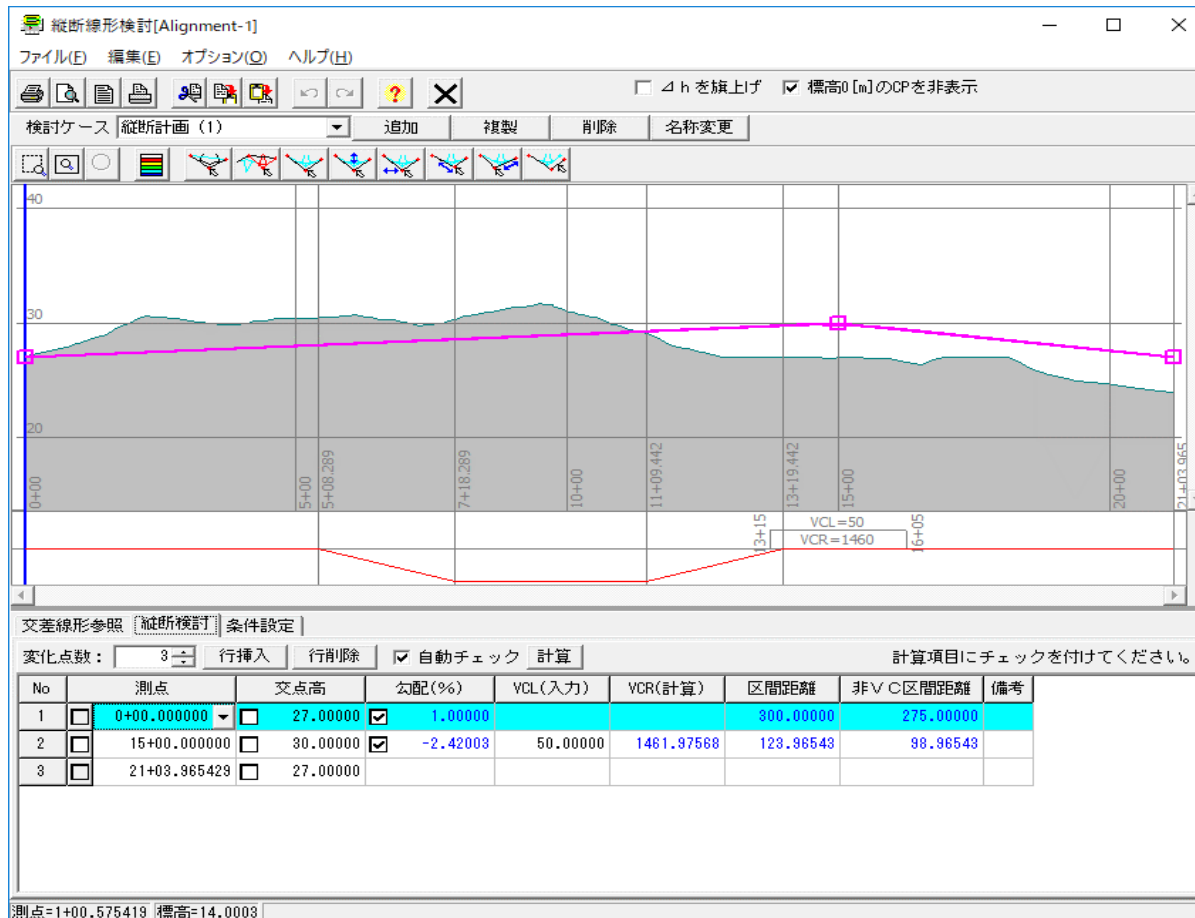 縦断線形検討[Alignment-1]
ファイル(F) 編集(E) オプション(O) ヘルプ(H)
⊿ｈを旗上げ 標高0[m]のCPを非表示
検討ケース 縦断計画 (1) 追加 複製 削除 名称変更
40
30
20
0+00 5+00 5+08.289 7+18.289 10+00 11+09.442 13+19.442 15+00 20+00 21+03.965
13+15 VCL=50 16+05
VCR=1460
交差線形参照 縦断検討 条件設定
変化点数： 3 行挿入 行削除 自動チェック 計算 計算項目にチェックを付けてください。
No 測点 交点高 勾配(%) VCL(入力) VCR(計算) 区間距離 非ＶＣ区間距離 備考
1 0+00.000000 27.00000 1.00000 300.00000 275.00000
2 15+00.000000 30.00000 -2.42003 50.00000 1461.97568 123.96543 98.96543
3 21+03.965429 27.00000
測点=1+00.575419 標高=14.0003